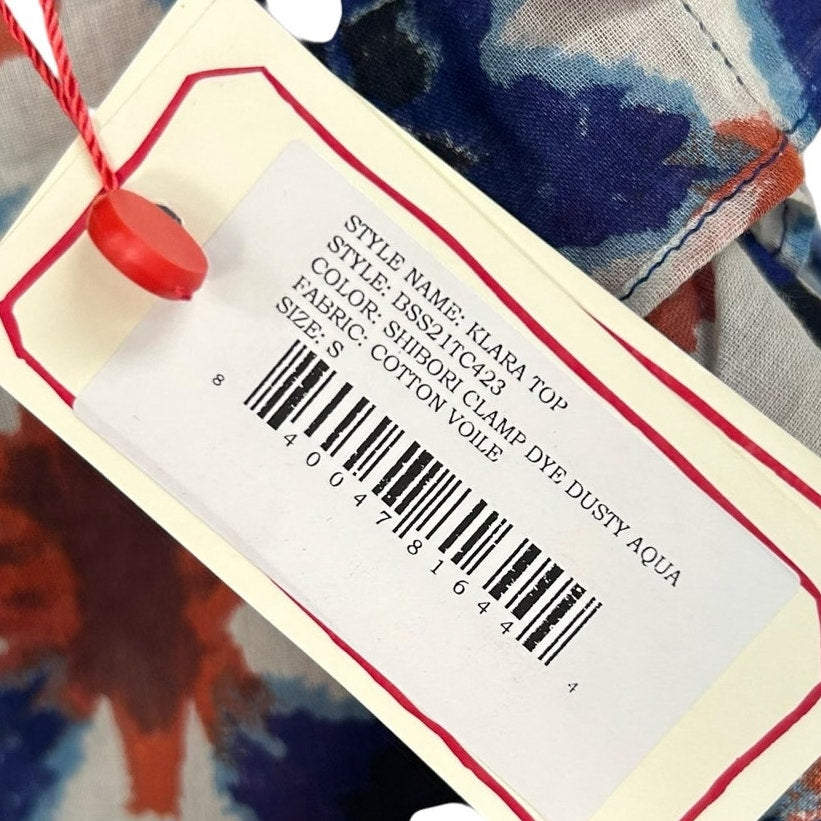 STYLE NAME: KLARA TOP
STYLE: BSS21TC423
COLOR: SHIBORI CLAMP DYE DUSTY AQUA
FABRIC: COTTON VOILE
SIZE: S
8 40047 81644 4